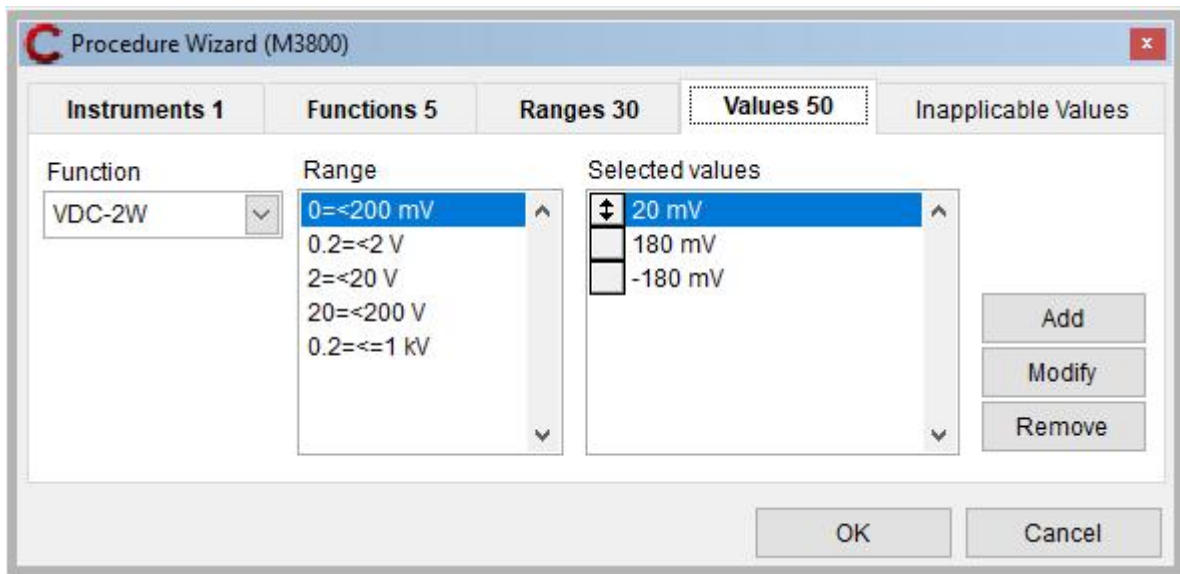 Procedure Wizard (M3800)
x
Instruments 1
Functions 5
Ranges 30
Values 50
Inapplicable Values
Function
VDC-2W
Range
0=<200 mV
0.2=<2 V
2=<20 V
20=<200 V
0.2=<=1 kV
Selected values
20 mV
180 mV
-180 mV
Add
Modify
Remove
OK
Cancel